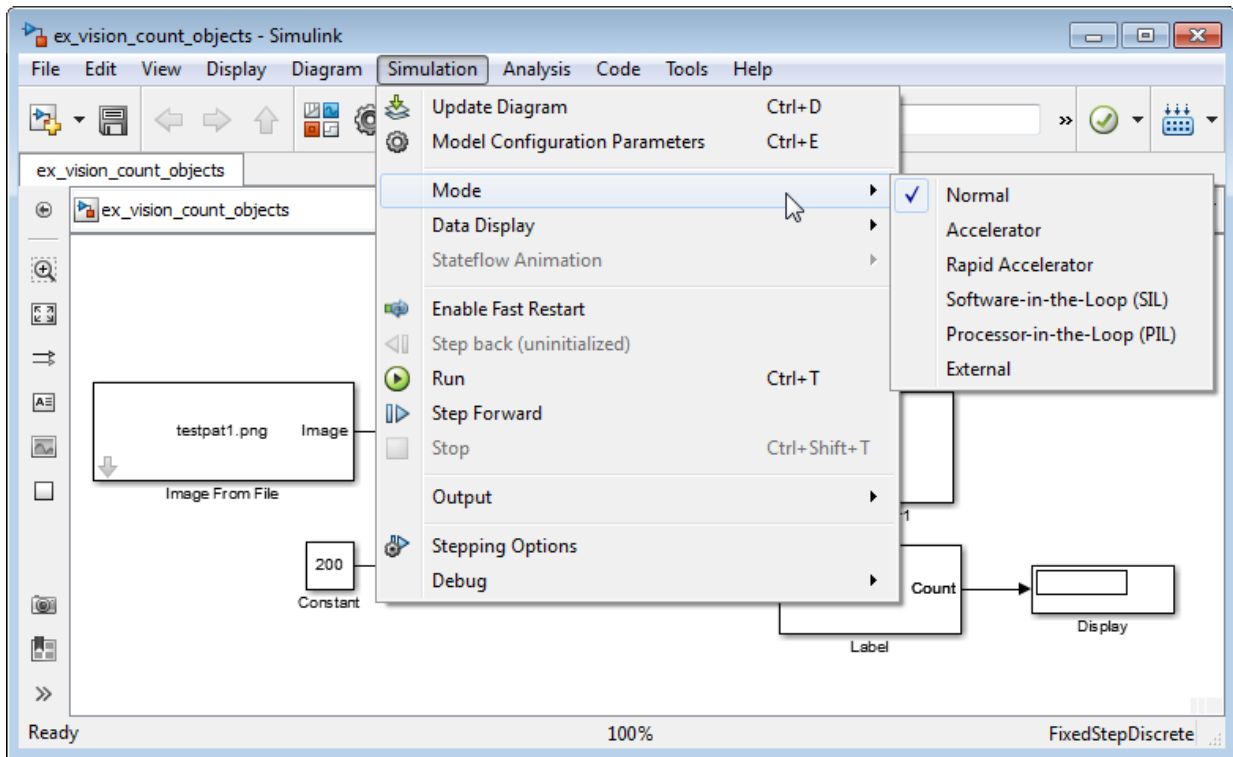 ex_vision_count_objects - Simulink
File Edit View Display Diagram Simulation Analysis Code Tools Help
Update Diagram Ctrl+D
Model Configuration Parameters Ctrl+E
ex_vision_count_objects
ex_vision_count_objects
Mode
Data Display
Stateflow Animation
Enable Fast Restart
Step back (uninitialized)
Run Ctrl+T
Step Forward
Stop Ctrl+Shift+T
Output
Stepping Options
Debug
Normal
Accelerator
Rapid Accelerator
Software-in-the-Loop (SIL)
Processor-in-the-Loop (PIL)
External
testpat1.png Image
Image From File
200
Constant
Count
Label
Display
Ready 100% FixedStepDiscrete